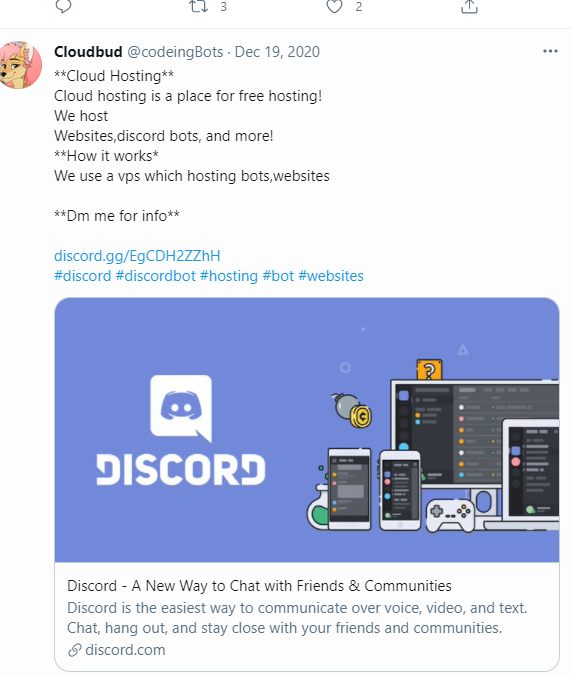 3
2
Cloudbud @codeingBots · Dec 19, 2020
**Cloud Hosting**
Cloud hosting is a place for free hosting!
We host
Websites,discord bots, and more!
**How it works*
We use a vps which hosting bots,websites
**Dm me for info**
discord.gg/EgCDH2ZZhH
#discord #discordbot #hosting #bot #websites
DISCORD
?
Discord - A New Way to Chat with Friends & Communities
Discord is the easiest way to communicate over voice, video, and text.
Chat, hang out, and stay close with your friends and communities.
discord.com